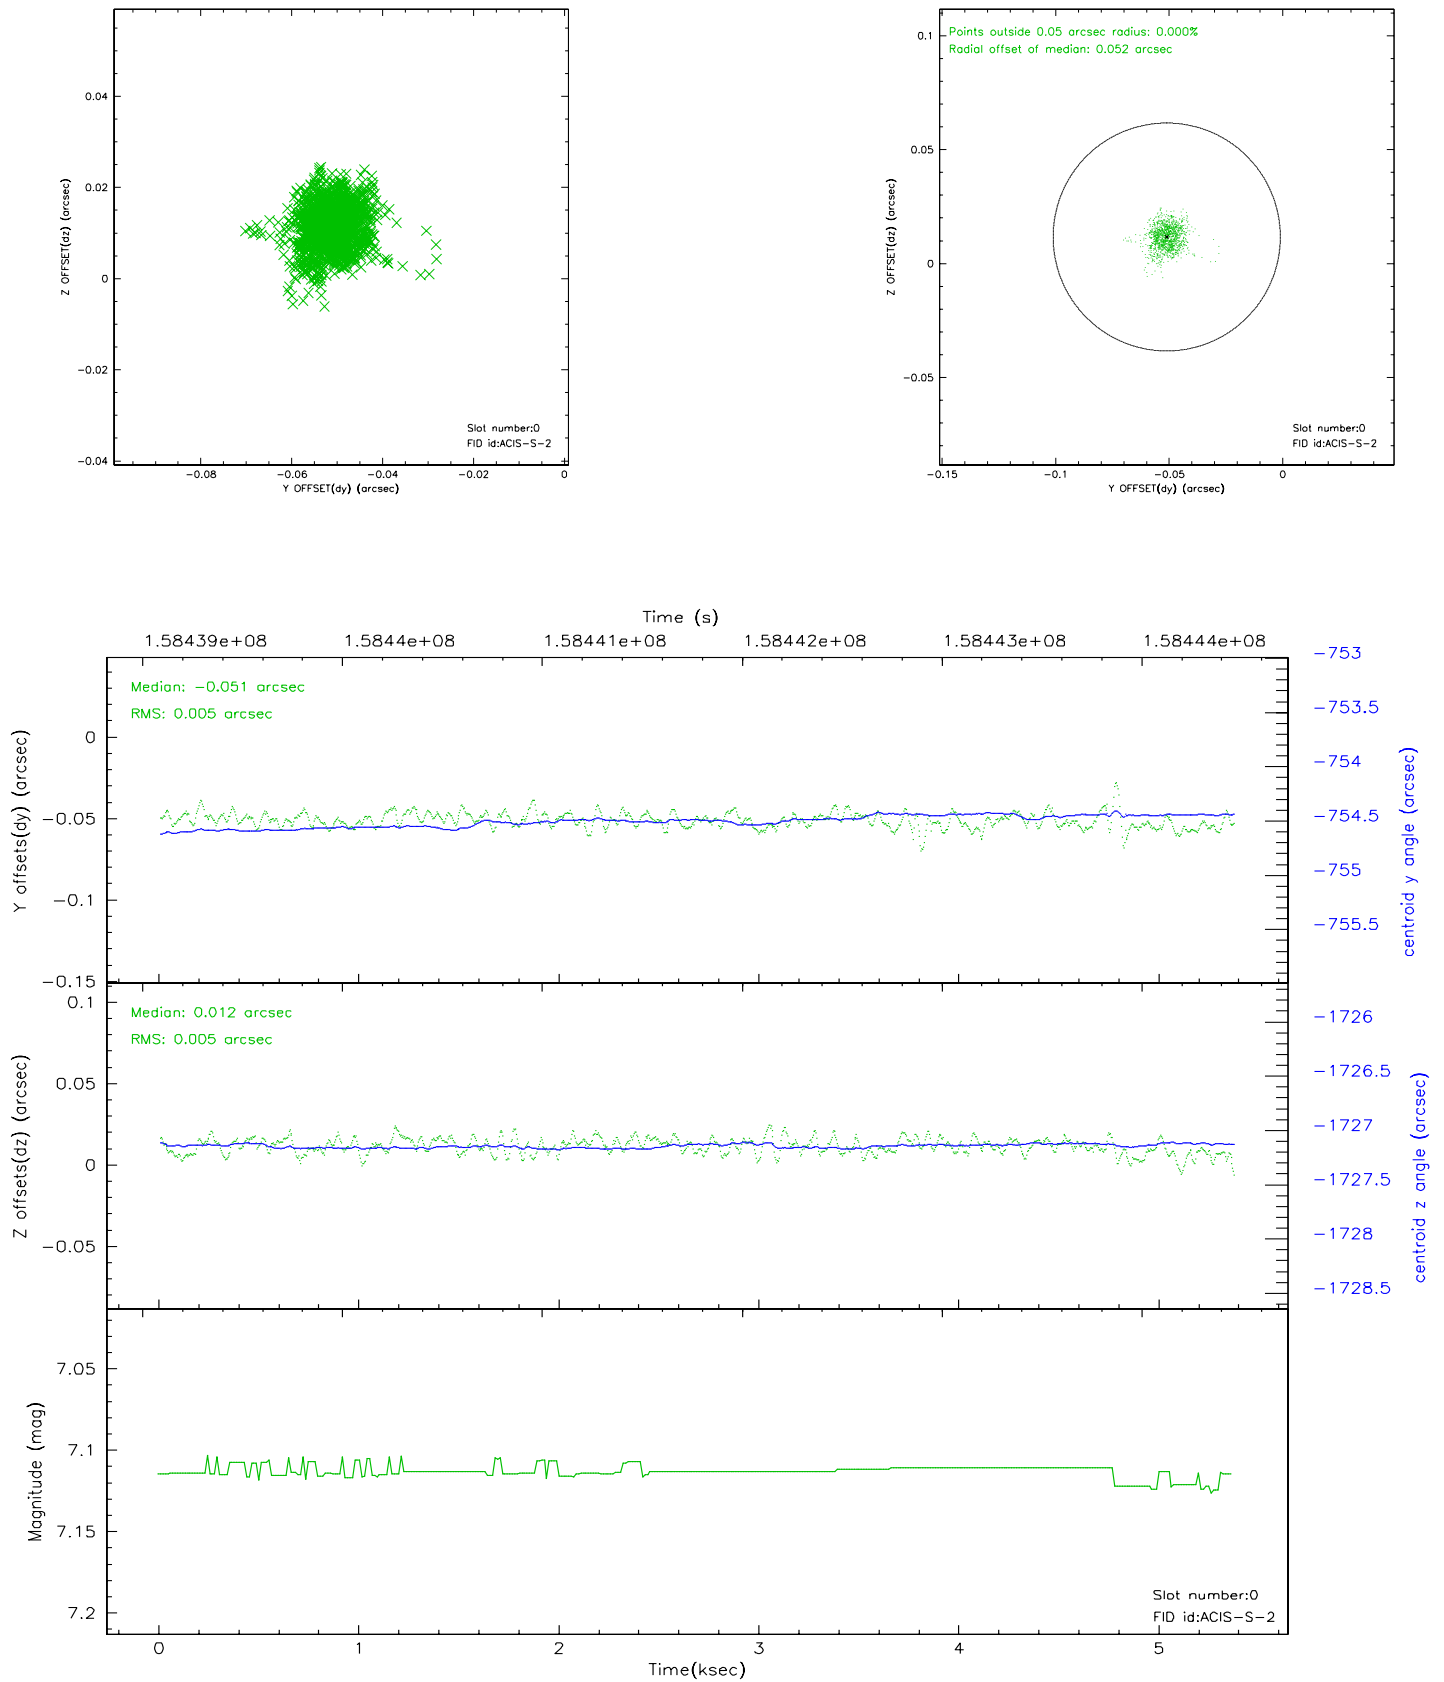 0.04
0.02
0
−0.02
−0.04
Z OFFSET(dz) (arcsec)
Slot number:0
FID id:ACIS−S−2
−0.08
−0.06
−0.04
−0.02
0
Y OFFSET(dy) (arcsec)
Points outside 0.05 arcsec radius: 0.000%
Radial offset of median: 0.052 arcsec
0.1
0.05
0
−0.05
Z OFFSET(dz) (arcsec)
Slot number:0
FID id:ACIS−S−2
−0.15
−0.1
−0.05
0
Y OFFSET(dy) (arcsec)
Time (s)
1.58439e+08
1.5844e+08
1.58441e+08
1.58442e+08
1.58443e+08
1.58444e+08
Median: −0.051 arcsec
RMS: 0.005 arcsec
0
−0.05
−0.1
−0.15
Y offsets(dy) (arcsec)
−753
−753.5
−754
−754.5
−755
−755.5
centroid y angle (arcsec)
Median: 0.012 arcsec
RMS: 0.005 arcsec
0.1
0.05
0
−0.05
Z offsets(dz) (arcsec)
−1726
−1726.5
−1727
−1727.5
−1728
−1728.5
centroid z angle (arcsec)
7.05
7.1
7.15
7.2
Magnitude (mag)
Slot number:0
FID id:ACIS−S−2
0
1
2
3
4
5
Time(ksec)